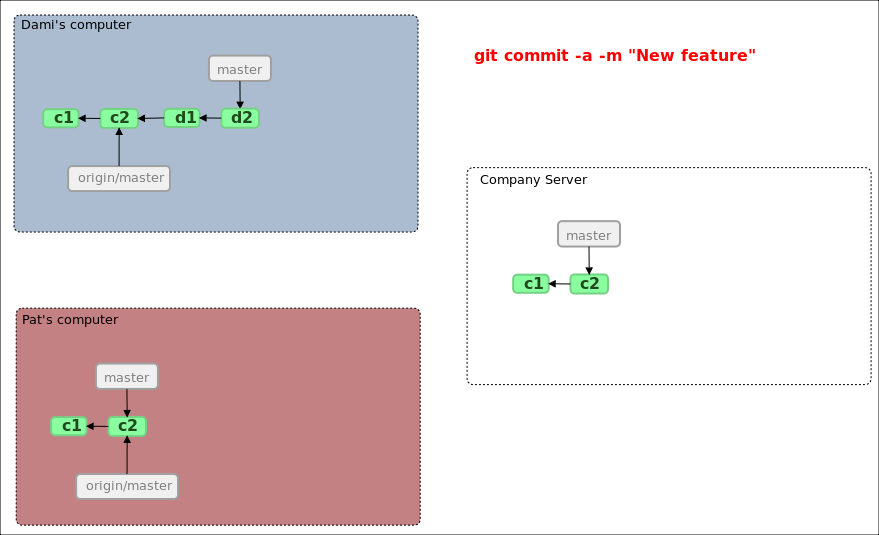 Dami's computer
master
c1 c2 d1 d2
origin/master
git commit -a -m "New feature"
Company Server
master
c1 c2
Pat's computer
master
c1 c2
origin/master